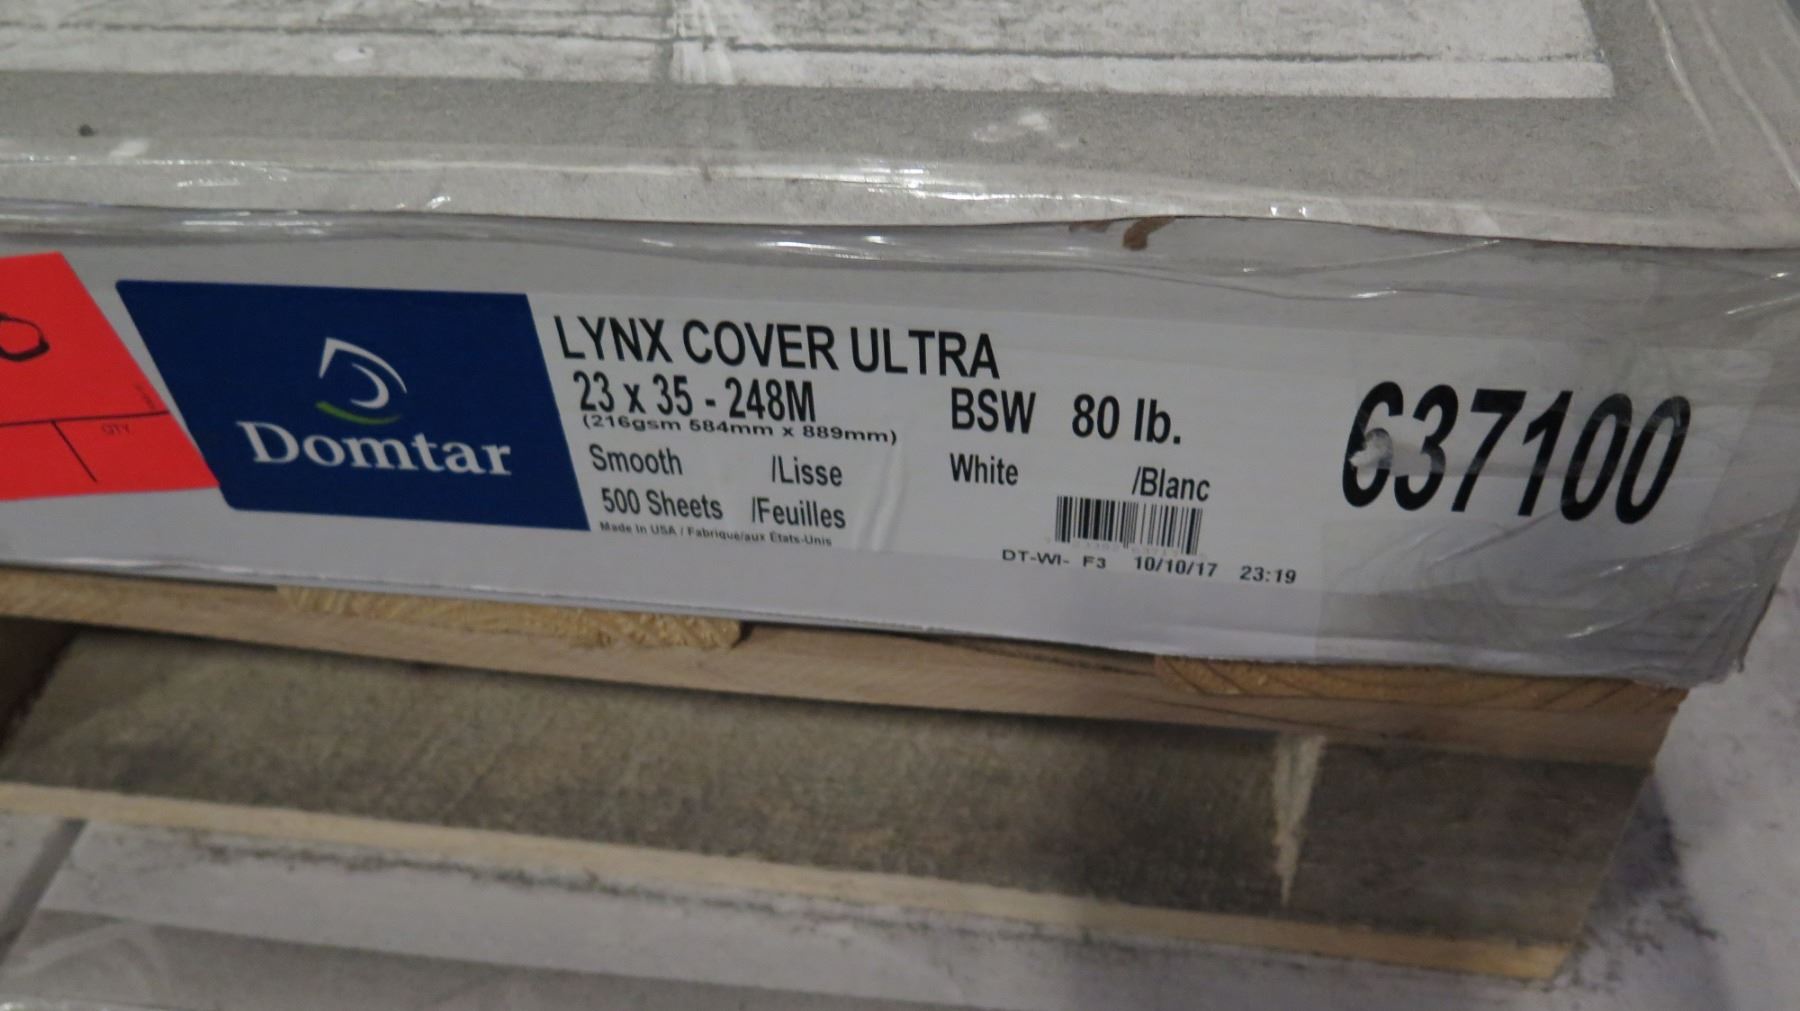 QTY
Domtar
LYNX COVER ULTRA
23 x 35 - 248M BSW 80 lb.
(216gsm 584mm x 889mm)
Smooth /Lisse White /Blanc
500 Sheets /Feuilles
Made in USA / Fabriqué/aux États-Unis
DT-WI- F3 10/10/17 23:19
637100